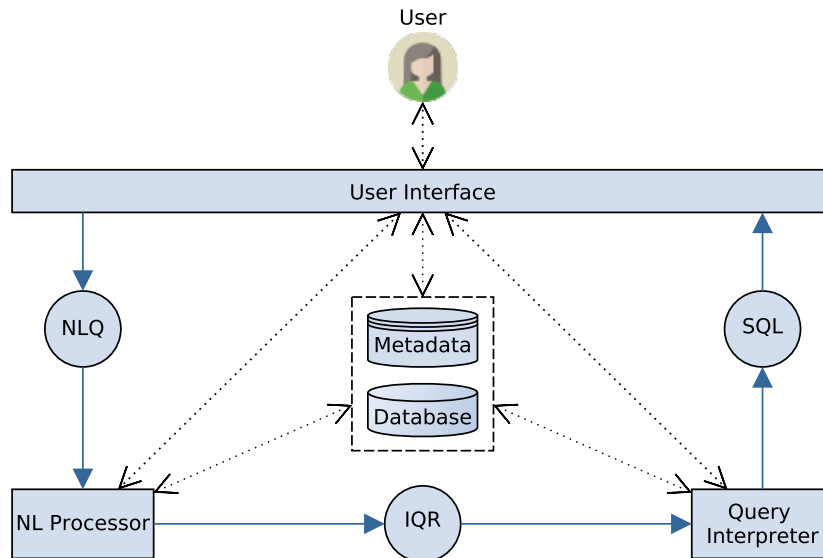 User
User Interface
NLQ
SQL
Metadata
Database
NL Processor
IQR
Query
Interpreter